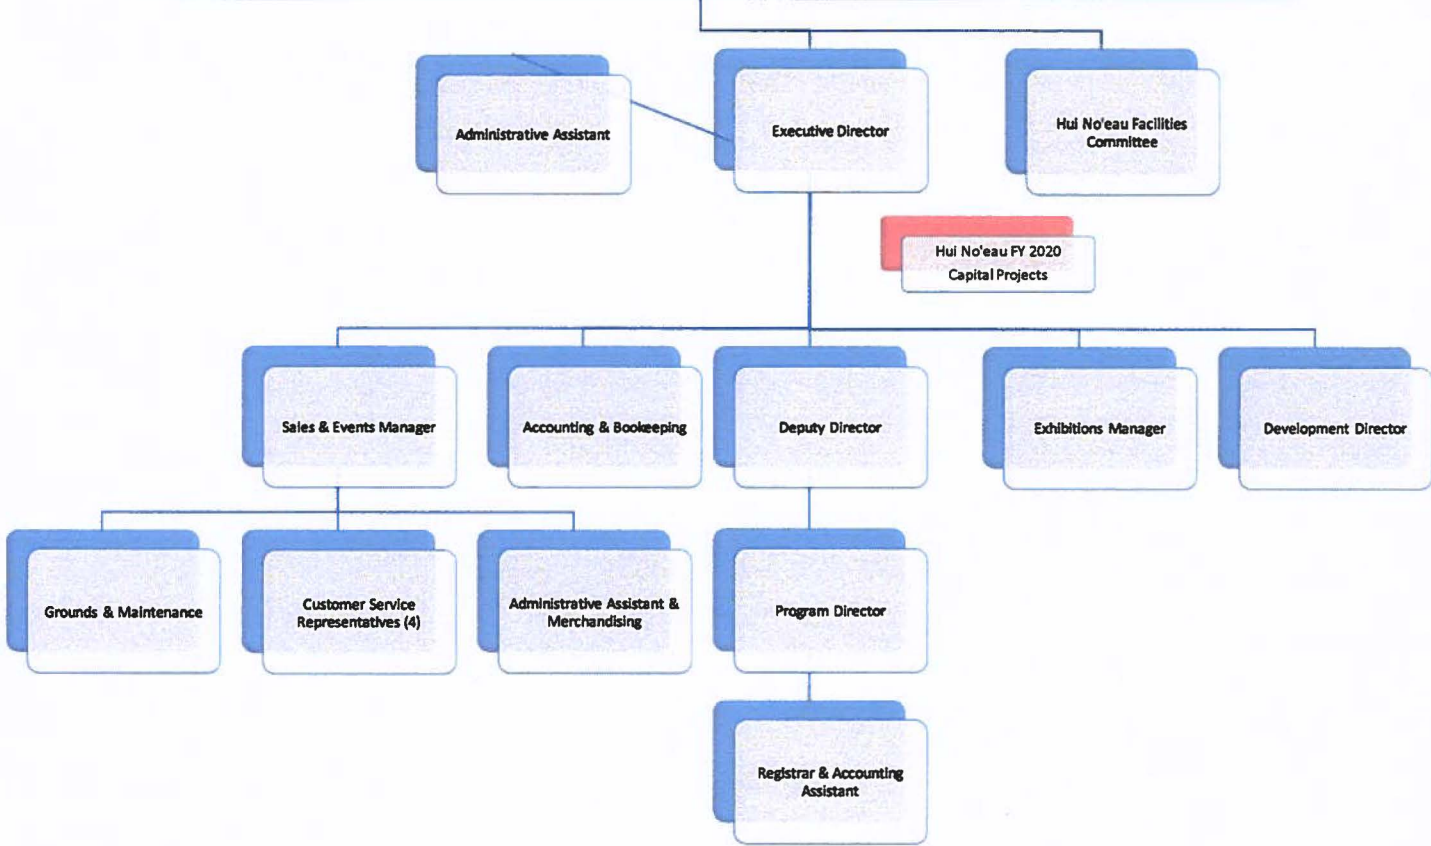 Administrative Assistant
Executive Director
Hui No'eau Facilities
Committee
Hui No'eau FY 2020
Capital Projects
Sales & Events Manager
Accounting & Bookeeping
Deputy Director
Exhibitions Manager
Development Director
Grounds & Maintenance
Customer Service
Representatives (4)
Administrative Assistant &
Merchandising
Program Director
Registrar & Accounting
Assistant